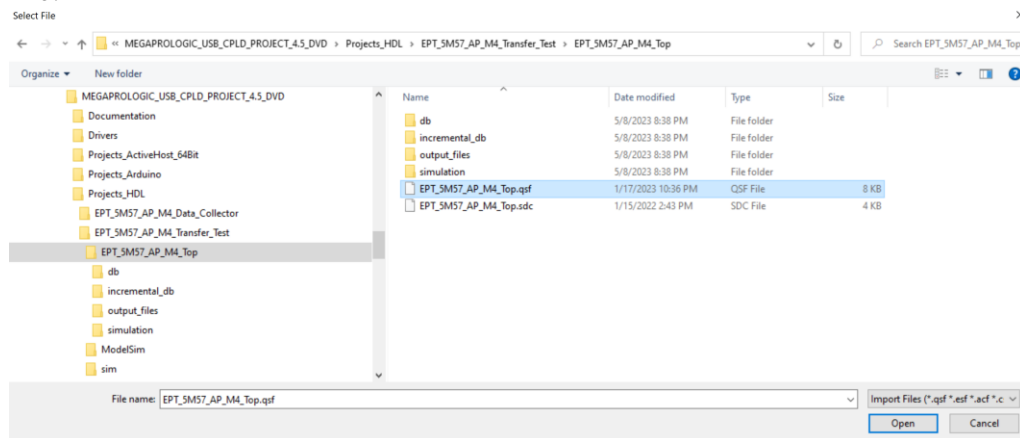 Select File
« MEGAPROLOGIC_USB_CPLD_PROJECT_4.5_DVD > Projects_HDL > EPT_5M57_AP_M4_Transfer_Test > EPT_5M57_AP_M4_Top
Search EPT_5M57_AP_M4_Top
Organize New folder
MEGAPROLOGIC_USB_CPLD_PROJECT_4.5_DVD
Documentation
Drivers
Projects_ActiveHost_64Bit
Projects_Arduino
Projects_HDL
EPT_5M57_AP_M4_Data_Collector
EPT_5M57_AP_M4_Transfer_Test
EPT_5M57_AP_M4_Top
db
incremental_db
output_files
simulation
ModelSim
sim
Name Date modified Type Size
db 5/8/2023 8:38 PM File folder
incremental_db 5/8/2023 8:38 PM File folder
output_files 5/8/2023 8:38 PM File folder
simulation 5/8/2023 8:38 PM File folder
EPT_5M57_AP_M4_Top.qsf 1/17/2023 10:36 PM QSF File 8 KB
EPT_5M57_AP_M4_Top.sdc 1/15/2022 2:43 PM SDC File 4 KB
File name: EPT_5M57_AP_M4_Top.qsf
Import Files (*.qsf *.esf *.acf *.c
Open Cancel